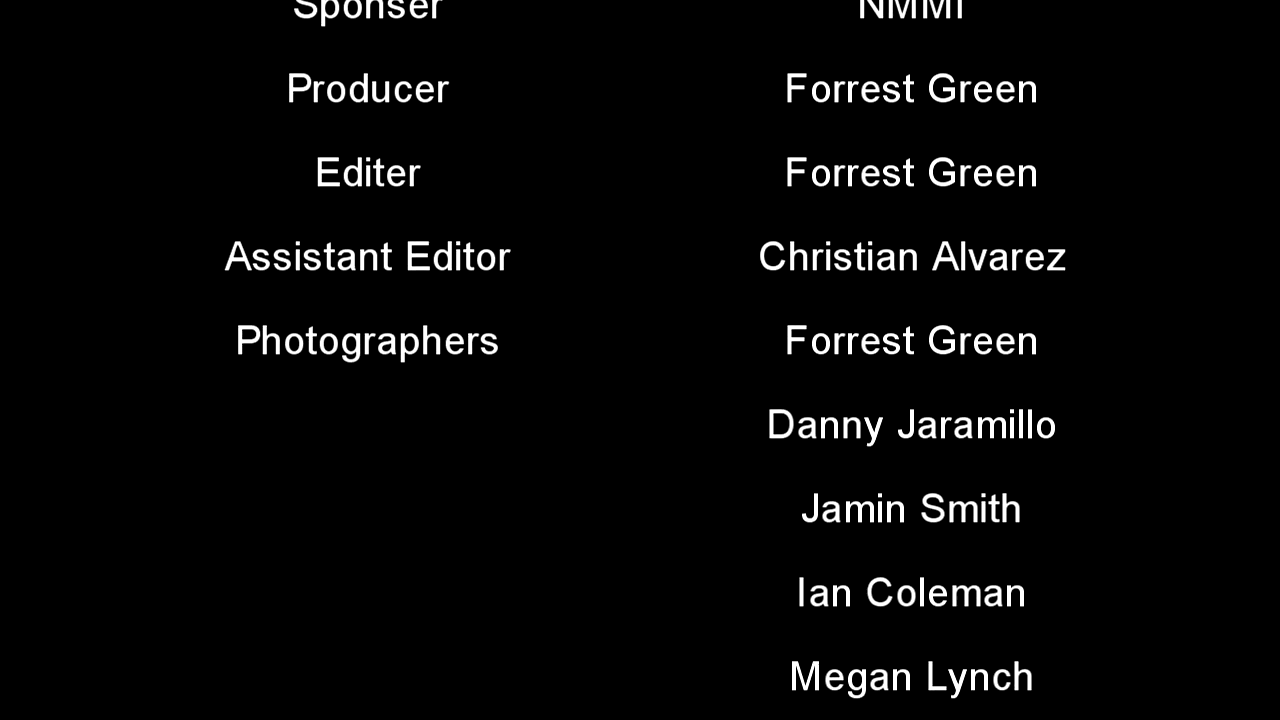 Sponser NMMI
Producer Forrest Green
Editer Forrest Green
Assistant Editor Christian Alvarez
Photographers Forrest Green
Danny Jaramillo
Jamin Smith
Ian Coleman
Megan Lynch